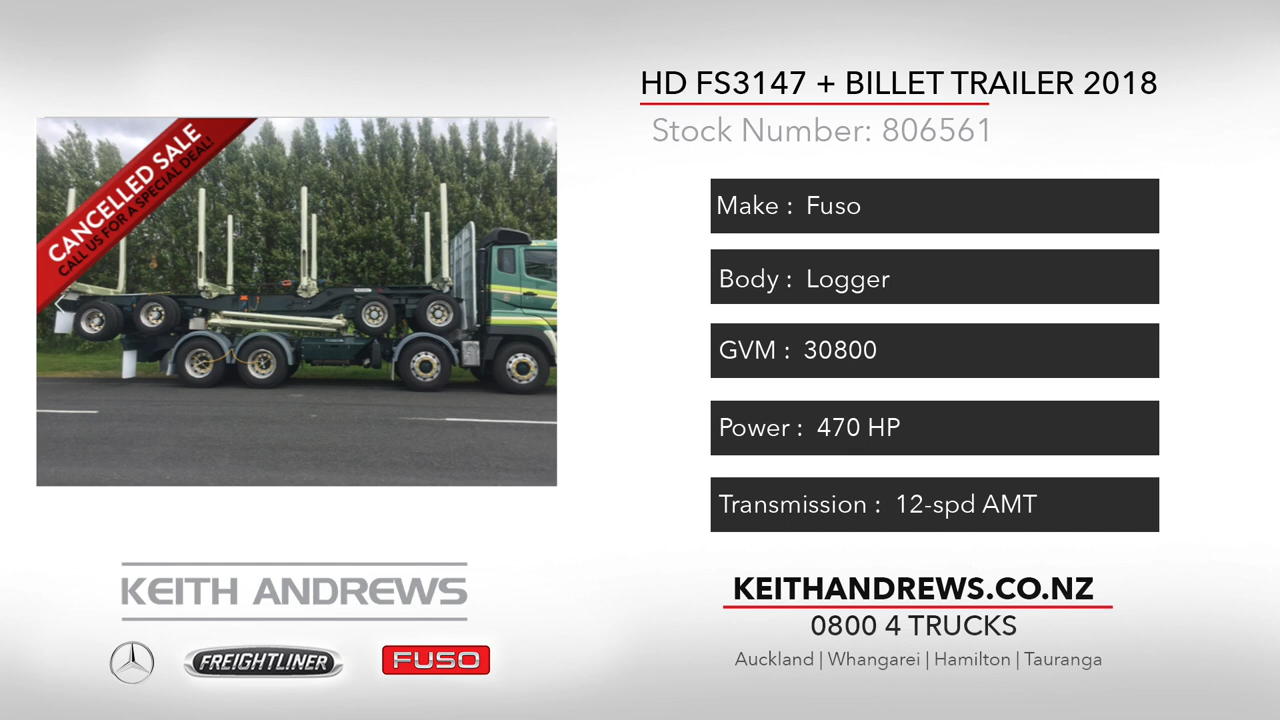 HD FS3147 + BILLET TRAILER 2018
Stock Number: 806561
CANCELLED SALE
CALL US FOR A SPECIAL DEAL!
Make : Fuso
Body : Logger
GVM : 30800
Power : 470 HP
Transmission : 12-spd AMT
KEITH ANDREWS
FREIGHTLINER
FUSO
KEITHANDREWS.CO.NZ
0800 4 TRUCKS
Auckland | Whangarei | Hamilton | Tauranga